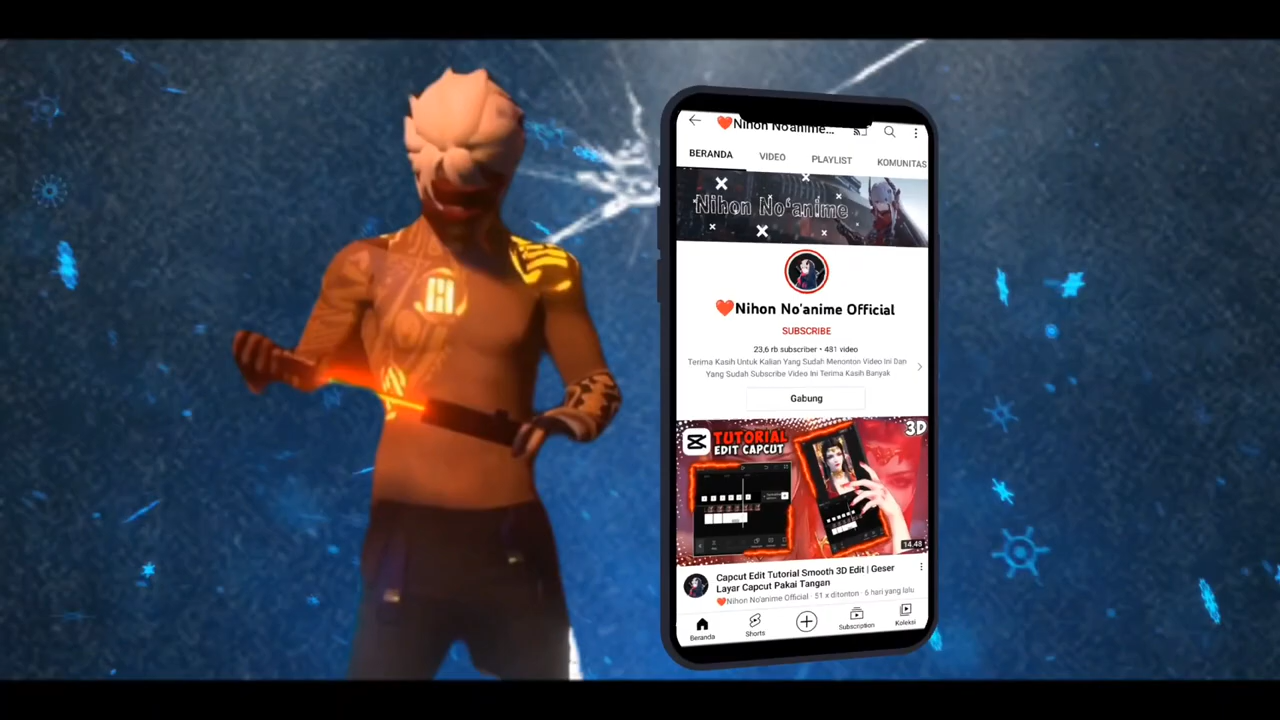 ❤️Nihon No'anime...
BERANDA VIDEO PLAYLIST KOMUNITAS
Nihon No'anime
❤️Nihon No'anime Official
SUBSCRIBE
23,6 rb subscriber • 481 video
Terima Kasih Untuk Kalian Yang Sudah Menonton Video Ini Dan
Yang Sudah Subscribe Video Ini Terima Kasih Banyak
Gabung
TUTORIAL
EDIT CAPCUT
3D
14.48
Capcut Edit Tutorial Smooth 3D Edit | Geser
Layar Capcut Pakai Tangan
❤️Nihon No'anime Official · 51 x ditonton · 6 hari yang lalu
Beranda Shorts Subscription Koleksi